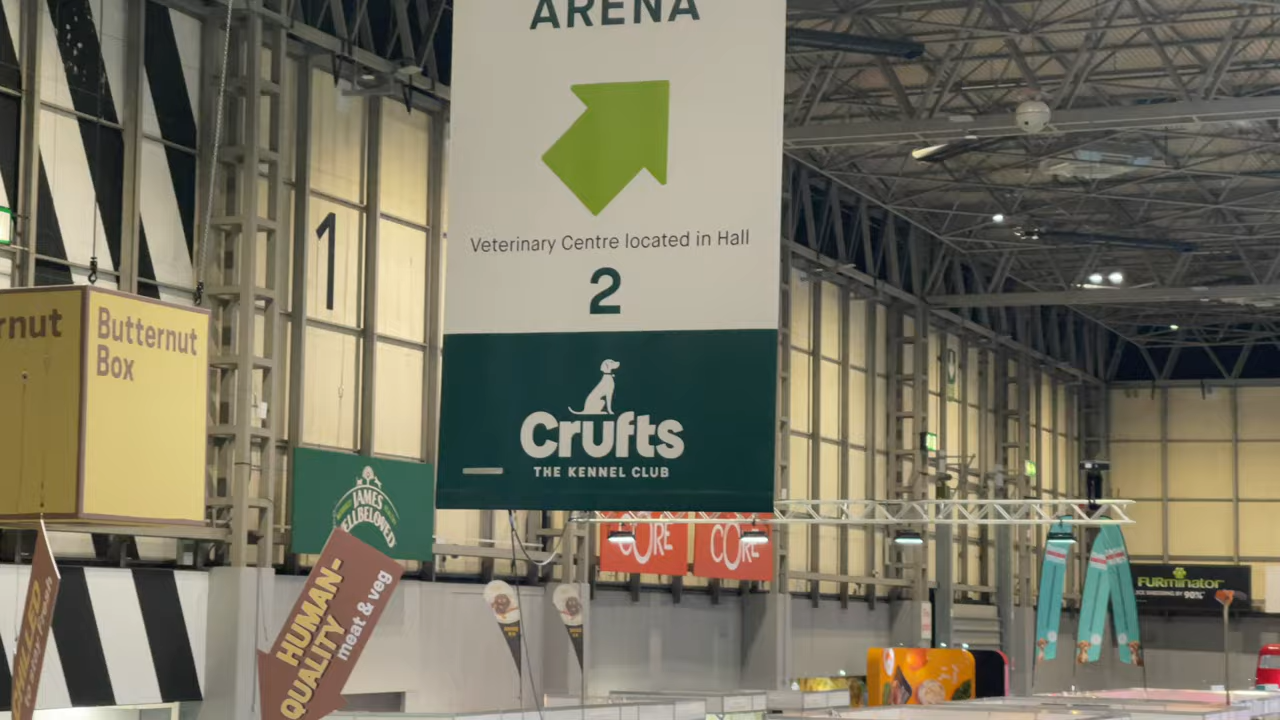 ARENA
Veterinary Centre located in Hall
2
Crufts
THE KENNEL CLUB
1
rnut
Butternut
Box
JAMES
ELLBELOVED
HUMAN-
QUALITY
meat & veg
CORE
CORE
FURminator